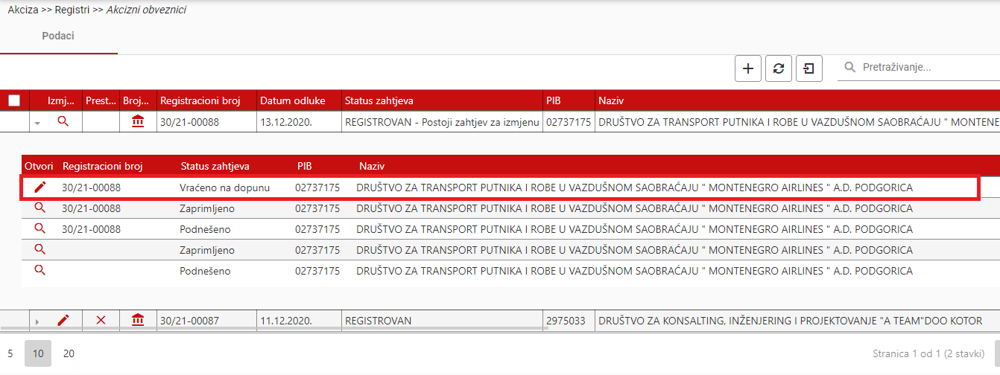 Akciza >> Registri >> Akcizni obveznici
Podaci
Pretraživanje...
Izmj... Prest... Broj... Registracioni broj Datum odluke Status zahtjeva PIB Naziv
30/21-00088 13.12.2020. REGISTROVAN - Postoji zahtjev za izmjenu 02737175 DRUŠTVO ZA TRANSPORT PUTNIKA I ROBE U VAZDUŠNOM SAOBRAĆAJU " MONTENEGRO
Otvori Registracioni broj Status zahtjeva PIB Naziv
30/21-00088 Vraćeno na dopunu 02737175 DRUŠTVO ZA TRANSPORT PUTNIKA I ROBE U VAZDUŠNOM SAOBRAĆAJU " MONTENEGRO AIRLINES " A.D. PODGORICA
30/21-00088 Zaprimljeno 02737175 DRUŠTVO ZA TRANSPORT PUTNIKA I ROBE U VAZDUŠNOM SAOBRAĆAJU " MONTENEGRO AIRLINES " A.D. PODGORICA
30/21-00088 Podnešeno 02737175 DRUŠTVO ZA TRANSPORT PUTNIKA I ROBE U VAZDUŠNOM SAOBRAĆAJU " MONTENEGRO AIRLINES " A.D. PODGORICA
Zaprimljeno 02737175 DRUŠTVO ZA TRANSPORT PUTNIKA I ROBE U VAZDUŠNOM SAOBRAĆAJU " MONTENEGRO AIRLINES " A.D. PODGORICA
Podnešeno 02737175 DRUŠTVO ZA TRANSPORT PUTNIKA I ROBE U VAZDUŠNOM SAOBRAĆAJU " MONTENEGRO AIRLINES " A.D. PODGORICA
30/21-00087 11.12.2020. REGISTROVAN 2975033 DRUŠTVO ZA KONSALTING, INŽENJERING I PROJEKTOVANJE "A TEAM"DOO KOTOR
5 10 20 Stranica 1 od 1 (2 stavki)